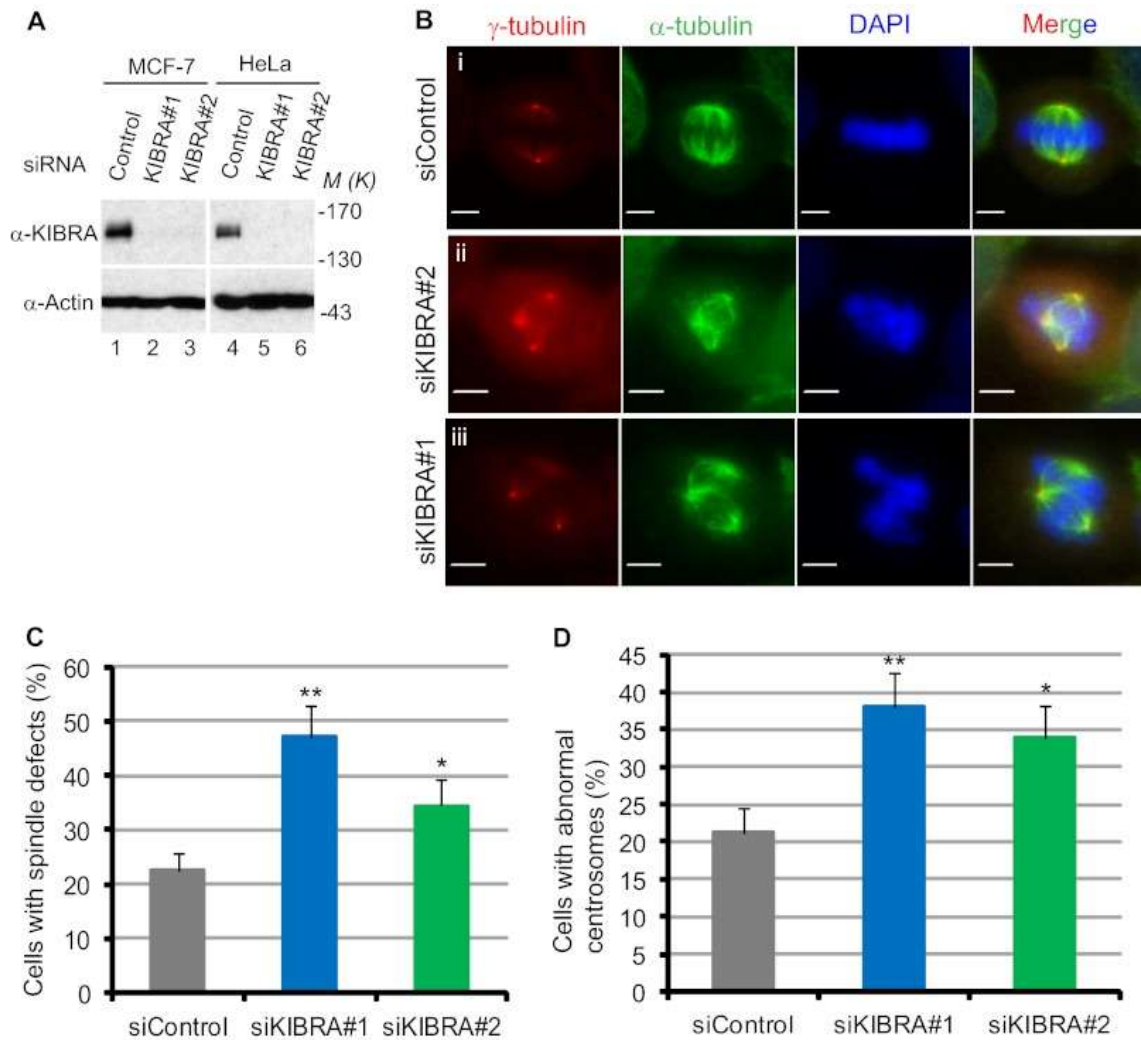 A
MCF-7 HeLa
siRNA Control KIBRA#1 KIBRA#2 Control KIBRA#1 KIBRA#2 M (K)
-170
α-KIBRA
-130
α-Actin
-43
1 2 3 4 5 6
B
γ-tubulin α-tubulin DAPI Merge
siControl i
siKIBRA#2 ii
siKIBRA#1 iii
C
Cells with spindle defects (%)
60
50
40
30
20
10
0
**
*
siControl siKIBRA#1 siKIBRA#2
D
Cells with abnormal
centrosomes (%)
45
40
35
30
25
20
15
10
5
0
**
*
siControl siKIBRA#1 siKIBRA#2